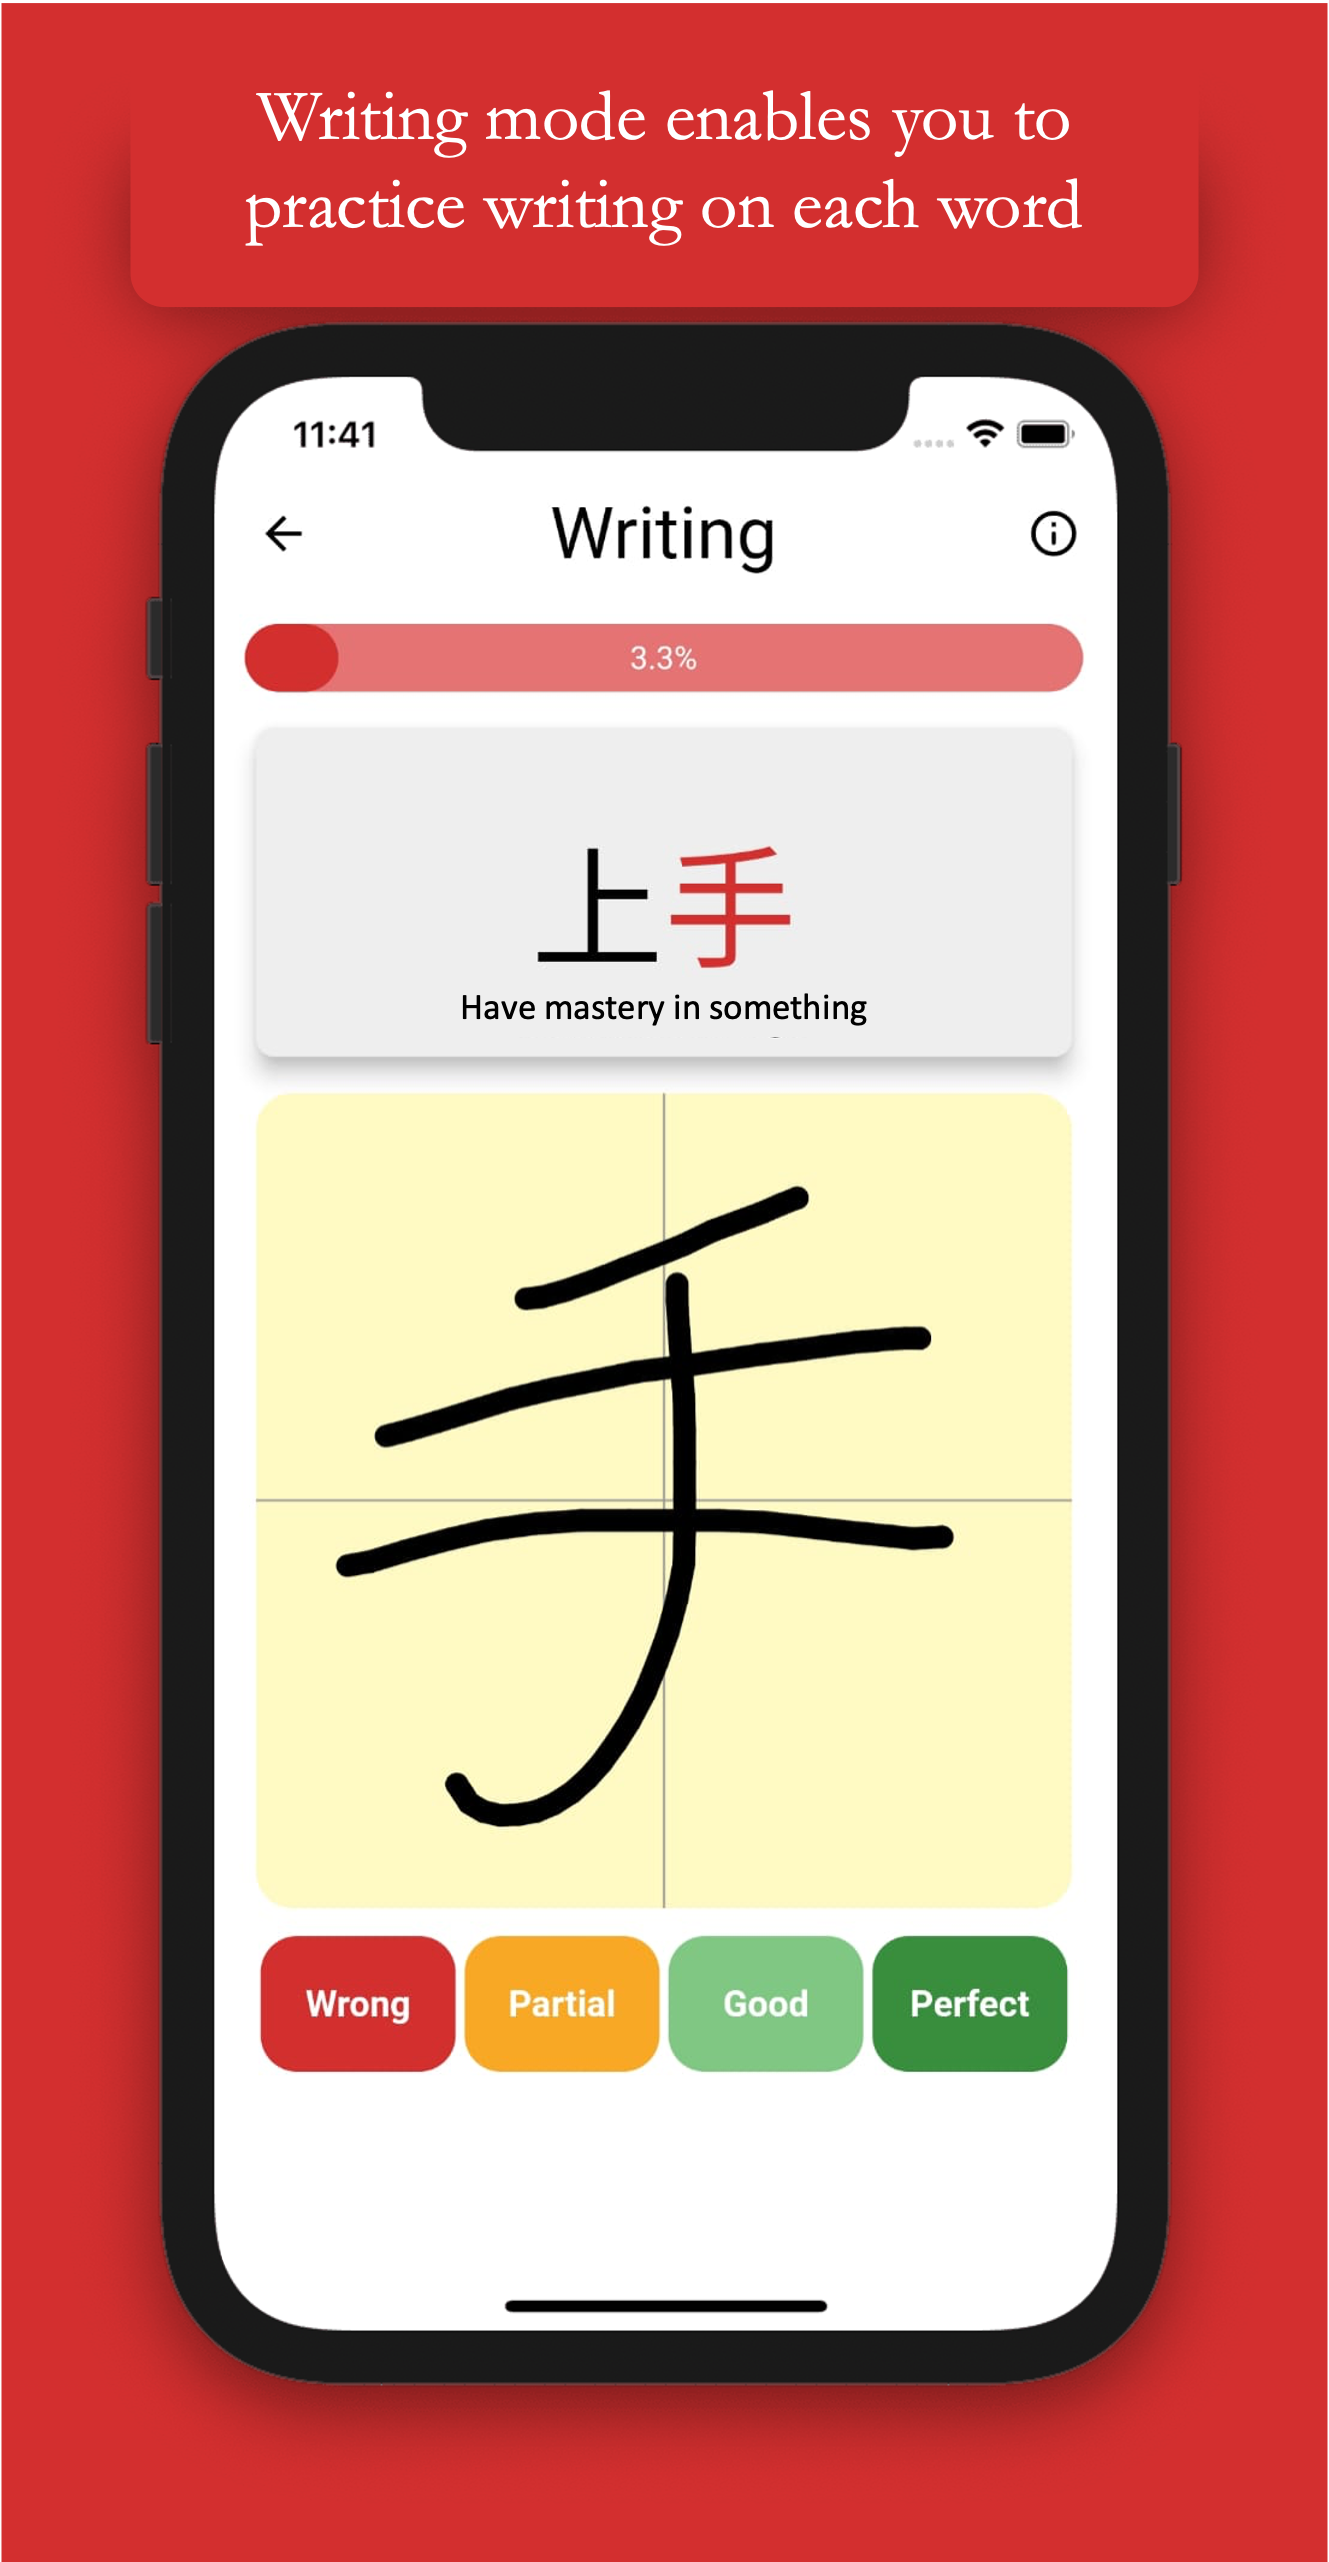 Writing mode enables you to
practice writing on each word
11:41
Writing
3.3%
上手
Have mastery in something
手
Wrong
Partial
Good
Perfect